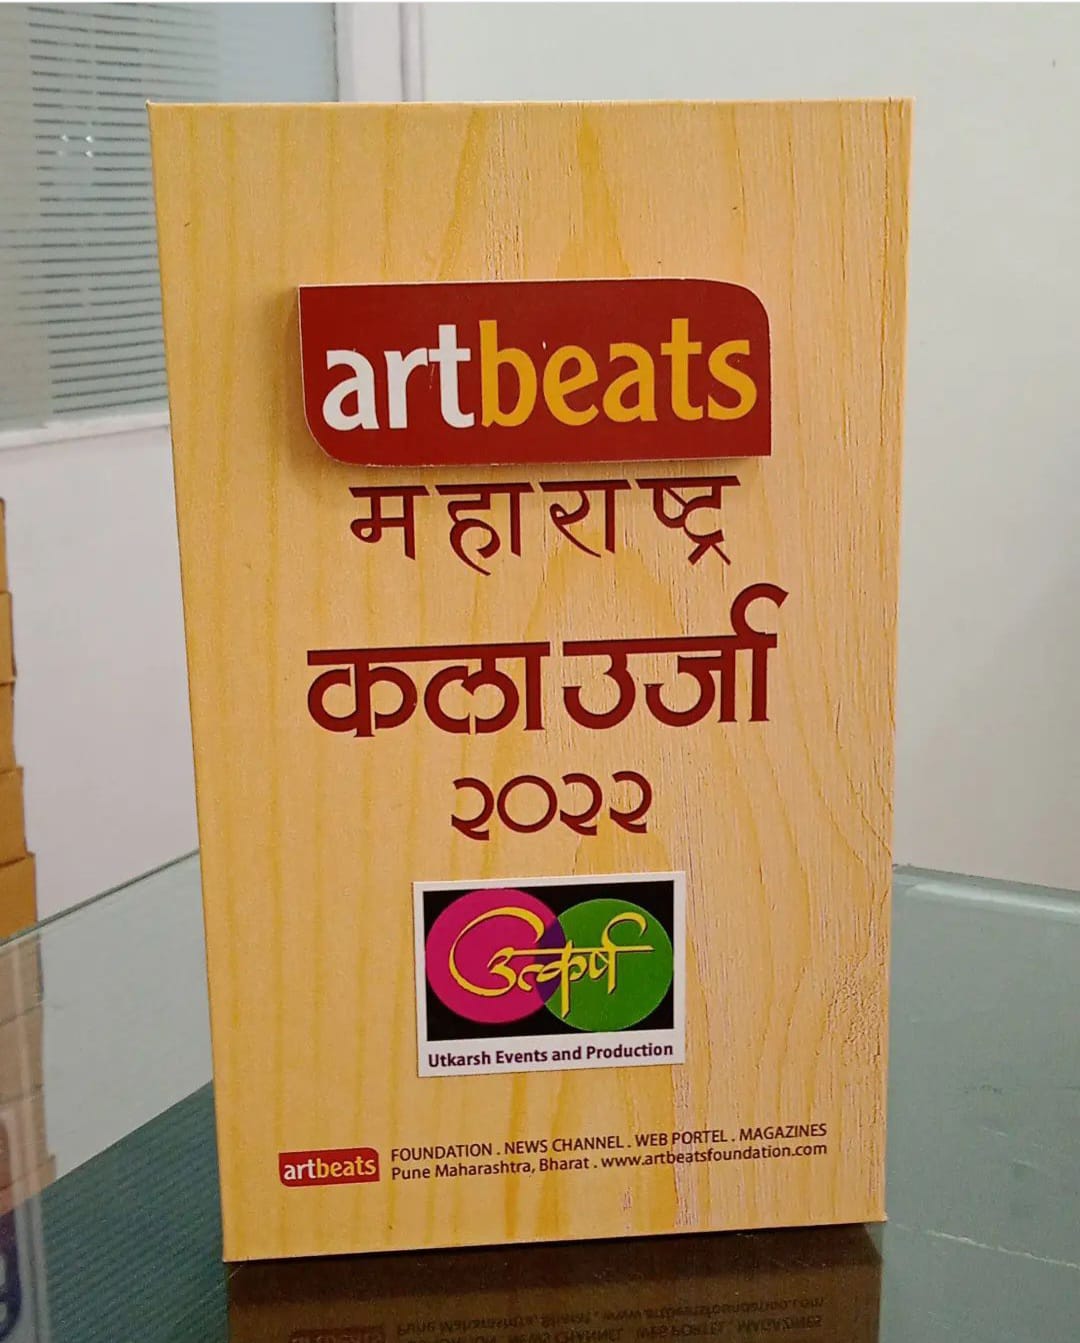 artbeats
महाराष्ट्र
कला उर्जा
२०२२
उत्कर्ष
Utkarsh Events and Production
artbeats
FOUNDATION . NEWS CHANNEL . WEB PORTEL . MAGAZINES
Pune Maharashtra, Bharat . www.artbeatsfoundation.com